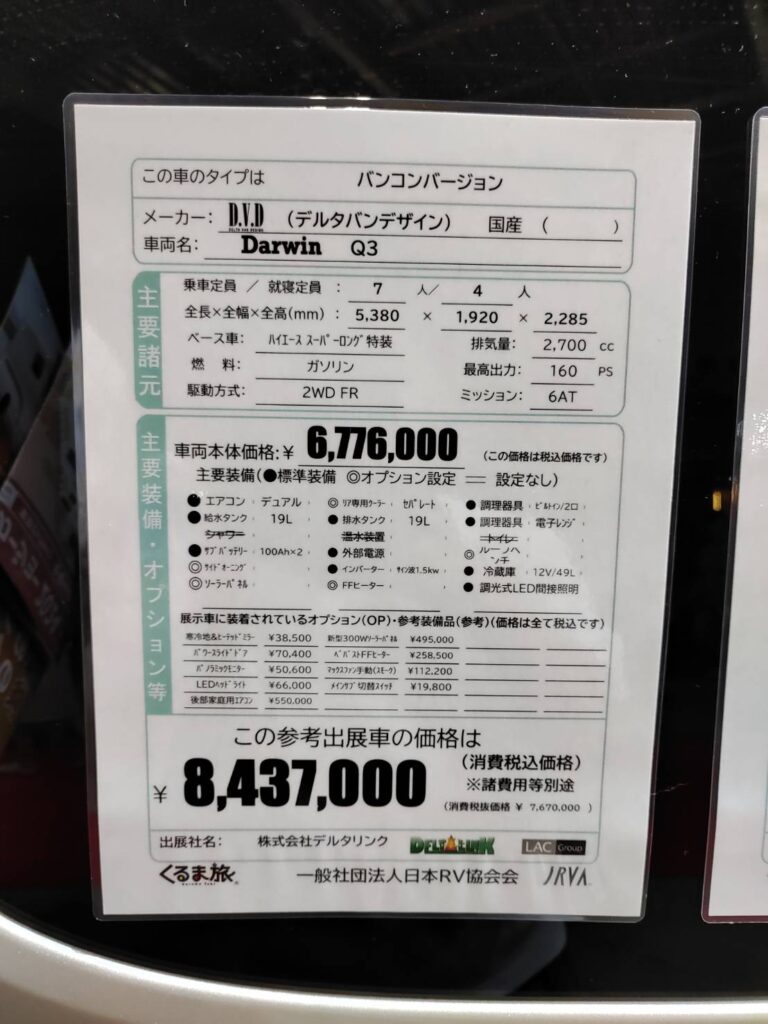 この車のタイプは バンコンバージョン
メーカー: D.V.D (デルタバンデザイン) 国産 ( )
DELTA VAN DESIGN
車両名: Darwin Q3
主要諸元
乗車定員 / 就寝定員 : 7 人/ 4 人
全長×全幅×全高(mm) : 5,380 × 1,920 × 2,285
ベース車: ハイエース スーパーロング特装 排気量: 2,700 cc
燃 料: ガソリン 最高出力: 160 PS
駆動方式: 2WD FR ミッション: 6AT
主要装備・オプション等
車両本体価格:¥ 6,776,000 (この価格は税込価格です)
主要装備(●標準装備 ◎オプション設定 ＝ 設定なし)
● エアコン デュアル ◎ リア専用クーラー セパレート ● 調理器具 ビルトイン/2口
● 給水タンク 19L ● 排水タンク 19L ● 調理器具 電子レンジ
シャワー 温水装置 トイレ
● サブバッテリー 100Ah×2 ● 外部電源 ◎ ルーフベンチ
◎ サイドオーニング ● インバーター サイン波1.5kw ● 冷蔵庫 12V/49L
◎ ソーラーパネル ◎ FFヒーター ● 調光式LED間接照明
展示車に装着されているオプション(OP)・参考装備品(参考)(価格は全て税込です)
寒冷地&ヒーテッドミラー ¥38.500 新型300Wソーラーパネル ¥495,000
パワースライドドア ¥70,400 ベバストFFヒーター ¥258,500
パノラミックモニター ¥50,600 マックスファン手動(スモーク) ¥112,200
LEDヘッドライト ¥66,000 メインサブ切替スイッチ ¥19,800
後部家庭用エアコン ¥550,000
この参考出展車の価格は
¥ 8,437,000 (消費税込価格)
※諸費用等別途
(消費税抜価格 ¥ 7,670,000 )
出展社名: 株式会社デルタリンク DELTALINK LAC Group
くるま旅 一般社団法人日本RV協会会 JRVA